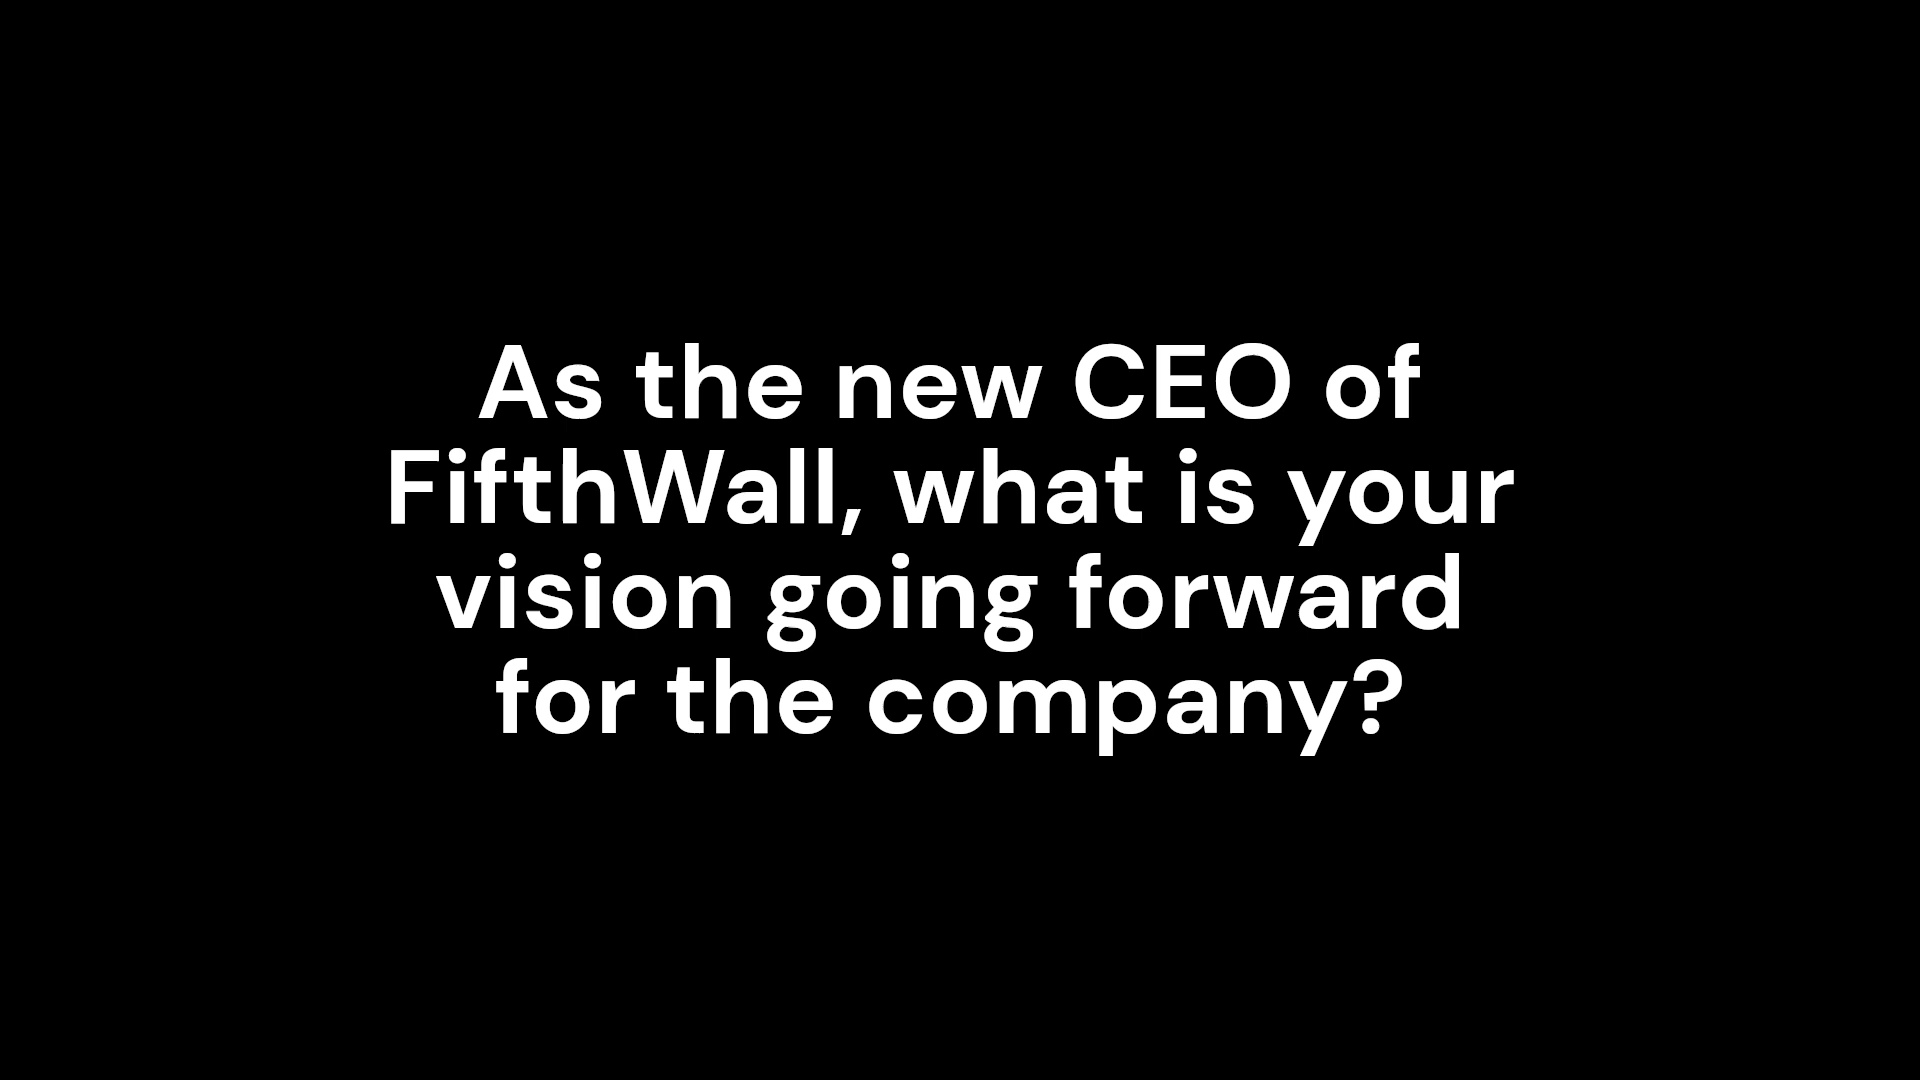 As the new CEO of
FifthWall, what is your
vision going forward
for the company?